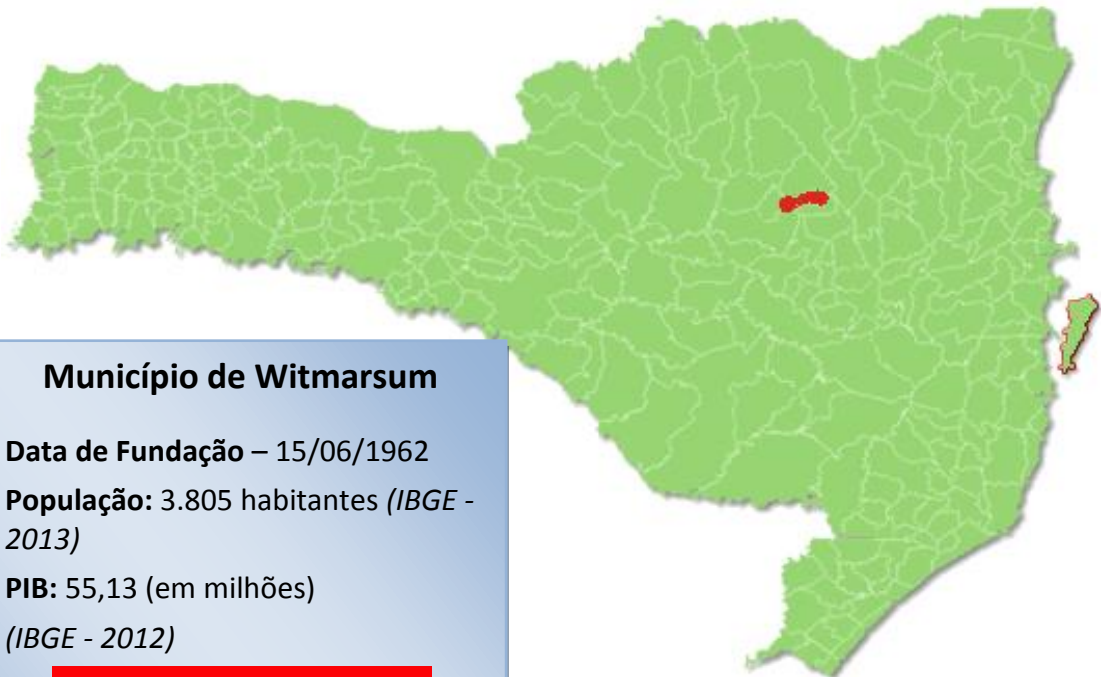 Município de Witmarsum
Data de Fundação – 15/06/1962
População: 3.805 habitantes (IBGE -
2013)
PIB: 55,13 (em milhões)
(IBGE - 2012)